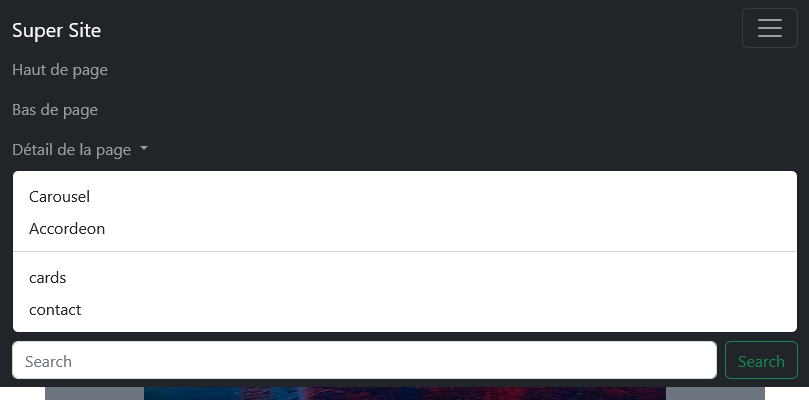 Super Site
Haut de page
Bas de page
Détail de la page
Carousel
Accordeon
cards
contact
Search
Search